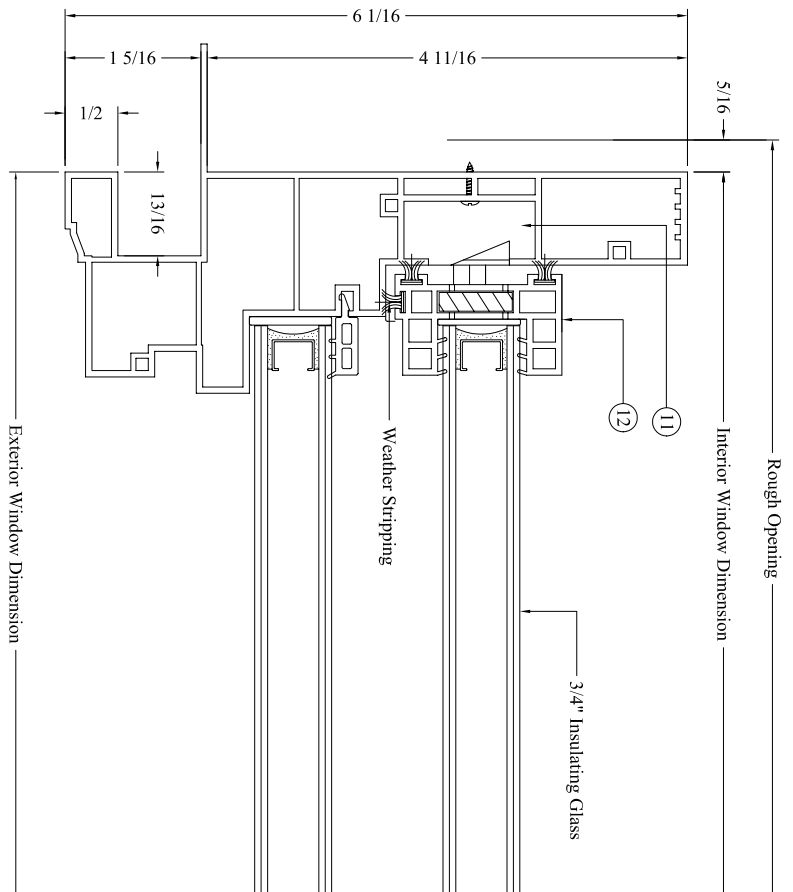 6 1/16
1 5/16
4 11/16
1/2
5/16
13/16
11
12
Weather Stripping
Exterior Window Dimension
Interior Window Dimension
Rough Opening
3/4" Insulating Glass